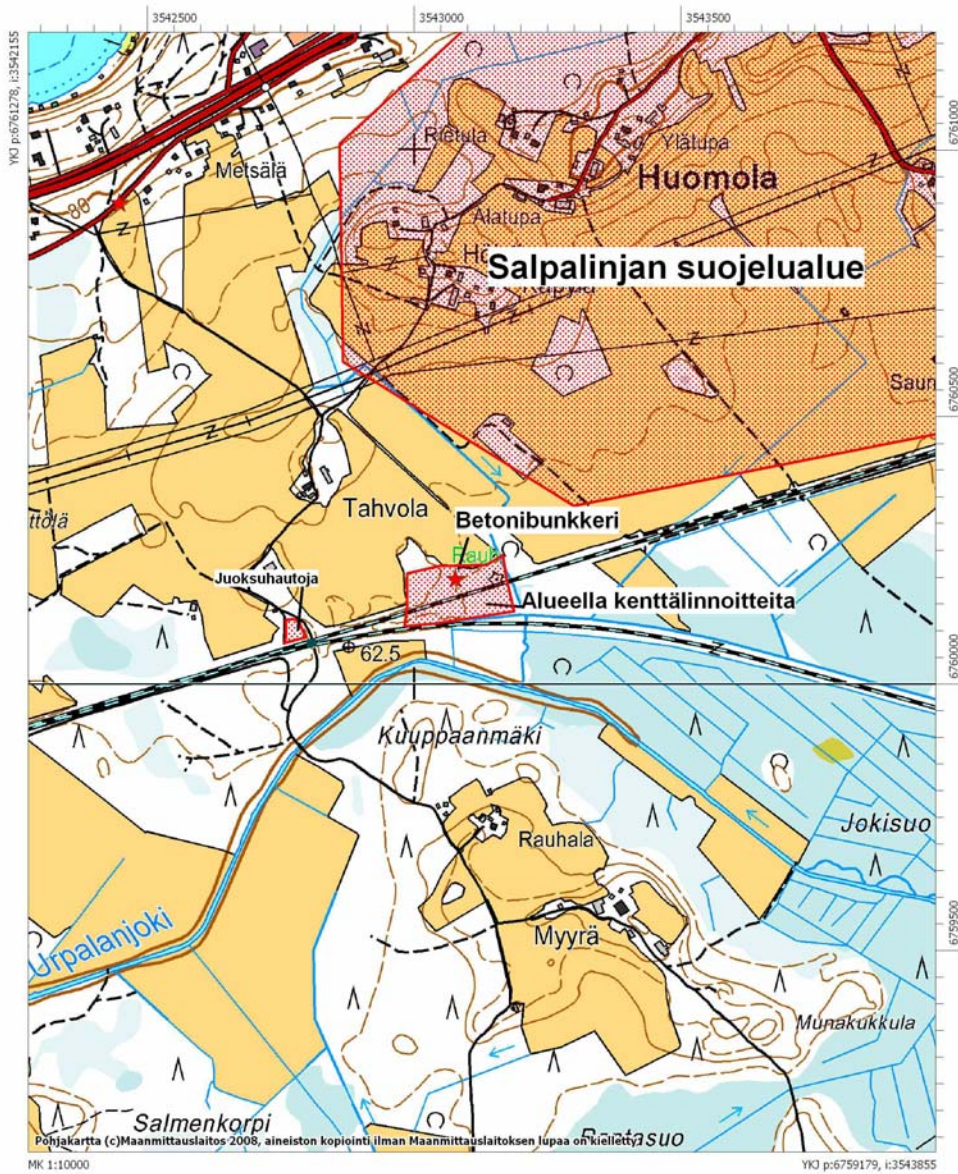 3542500
3543000
3543500
YKJ p:6761278, i:3542155
6761000
6760500
6760000
6759500
Rietula
Ylätupa
Metsälä
Huomola
80
Alatupa
Salpalinjan suojelualue
Saun
Tahvola
Betonibunkkeri
Rauh
ttölä
Juoksuhautoja
Alueella kenttälinnoitteita
62.5
Kuuppaanmäki
Rauhala
Jokisuo
Myyrä
Urpalanjoki
Munakukkula
Salmenkorpi
Pohjakartta (c)Maanmittauslaitos 2008, aineiston kopiointi ilman Maanmittauslaitoksen lupaa on kielletty.
MK 1:10000
YKJ p:6759179, i:3543855